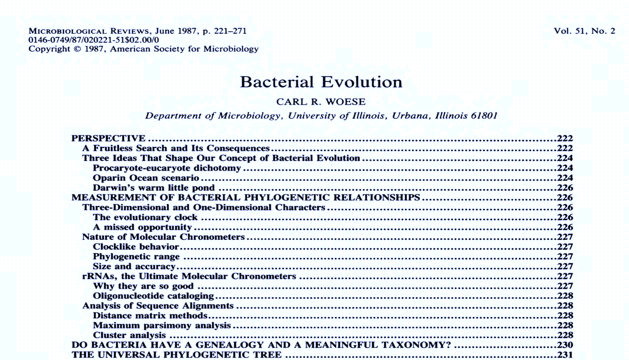 MICROBIOLOGICAL REVIEWS, June 1987, p. 221–271 Vol. 51, No. 2
0146-0749/87/020221-51$02.00/0
Copyright © 1987, American Society for Microbiology
Bacterial Evolution
CARL R. WOESE
Department of Microbiology, University of Illinois, Urbana, Illinois 61801
PERSPECTIVE ....................222
A Fruitless Search and Its Consequences....................222
Three Ideas That Shape Our Concept of Bacterial Evolution....................224
Procaryote-eucaryote dichotomy....................224
Oparin Ocean scenario....................224
Darwin's warm little pond ....................226
MEASUREMENT OF BACTERIAL PHYLOGENETIC RELATIONSHIPS....................226
Three-Dimensional and One-Dimensional Characters....................226
The evolutionary clock ....................226
A missed opportunity....................226
Nature of Molecular Chronometers....................227
Clocklike behavior....................227
Phylogenetic range ....................227
Size and accuracy....................227
rRNAs, the Ultimate Molecular Chronometers ....................227
Why they are so good ....................227
Oligonucleotide cataloging....................228
Analysis of Sequence Alignments....................228
Distance matrix methods....................228
Maximum parsimony analysis....................228
Cluster analysis ....................228
DO BACTERIA HAVE A GENEALOGY AND A MEANINGFUL TAXONOMY? ....................230
THE UNIVERSAL PHYLOGENETIC TREE ....................231